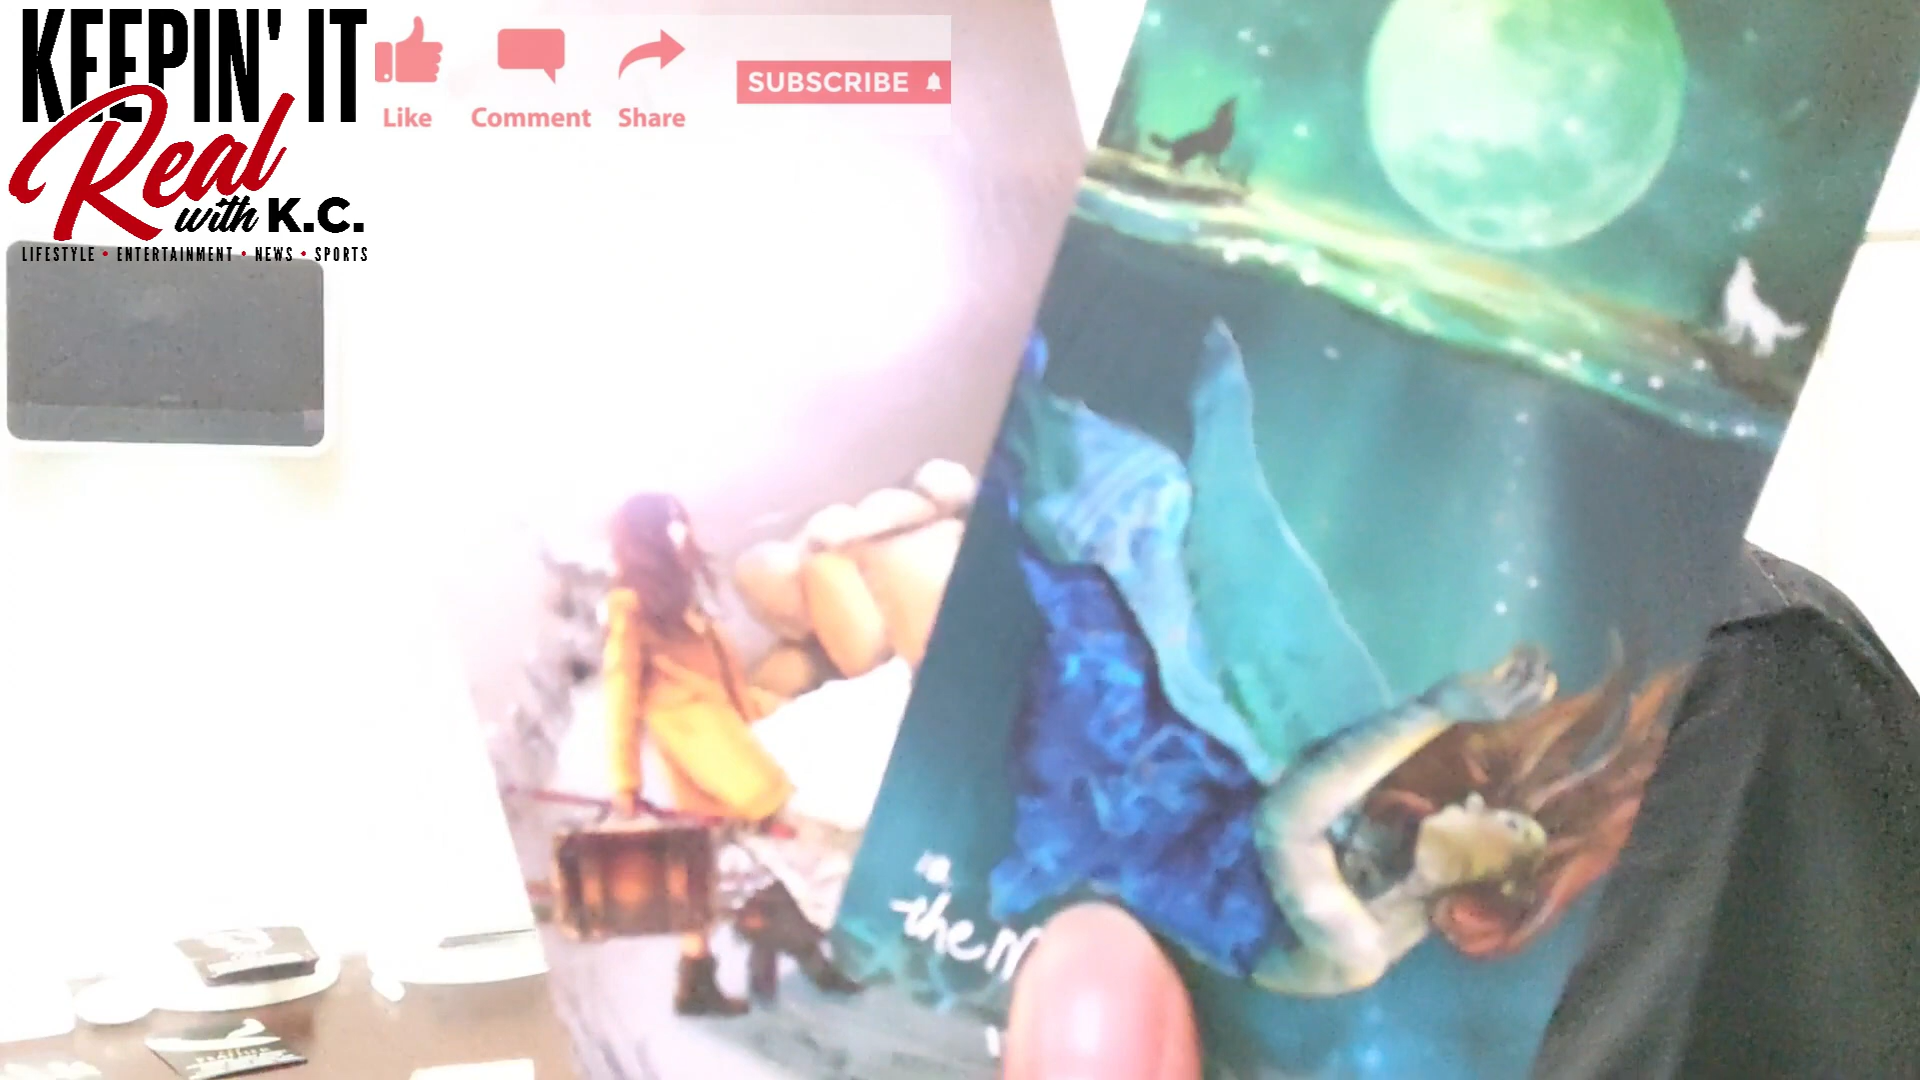 KEEPIN' IT
Real
with K.C.
LIFESTYLE • ENTERTAINMENT • NEWS • SPORTS
Like
Comment
Share
SUBSCRIBE
the